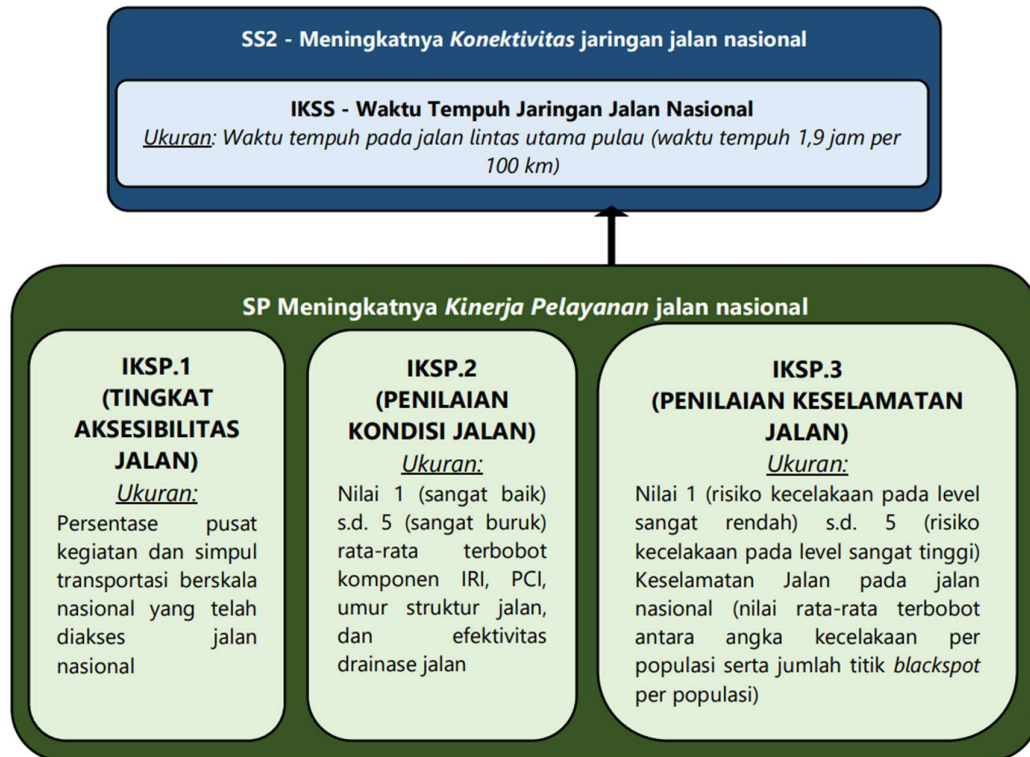 SS2 - Meningkatnya Konektivitas jaringan jalan nasional
IKSS - Waktu Tempuh Jaringan Jalan Nasional
Ukuran: Waktu tempuh pada jalan lintas utama pulau (waktu tempuh 1,9 jam per
100 km)
SP Meningkatnya Kinerja Pelayanan jalan nasional
IKSP.1
(TINGKAT
AKSESIBILITAS
JALAN)
Ukuran:
Persentase pusat
kegiatan dan simpul
transportasi berskala
nasional yang telah
diakses jalan
nasional
IKSP.2
(PENILAIAN
KONDISI JALAN)
Ukuran:
Nilai 1 (sangat baik)
s.d. 5 (sangat buruk)
rata-rata terbobot
komponen IRI, PCI,
umur struktur jalan,
dan efektivitas
drainase jalan
IKSP.3
(PENILAIAN KESELAMATAN
JALAN)
Ukuran:
Nilai 1 (risiko kecelakaan pada level
sangat rendah) s.d. 5 (risiko
kecelakaan pada level sangat tinggi)
Keselamatan Jalan pada jalan
nasional (nilai rata-rata terbobot
antara angka kecelakaan per
populasi serta jumlah titik blackspot
per populasi)